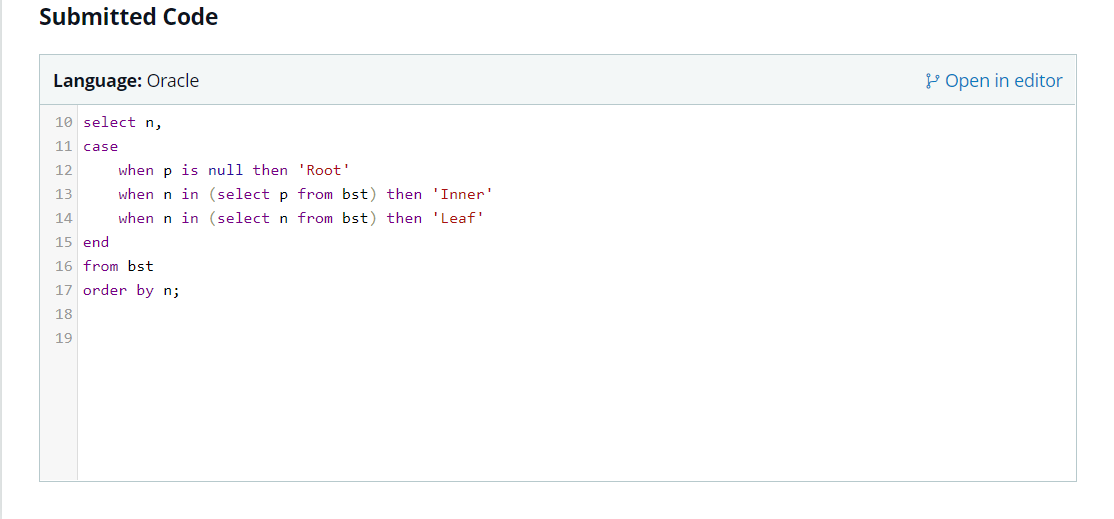 Submitted Code
Language: Oracle Open in editor
10 select n,
11 case
12     when p is null then 'Root'
13     when n in (select p from bst) then 'Inner'
14     when n in (select n from bst) then 'Leaf'
15 end
16 from bst
17 order by n;
18
19